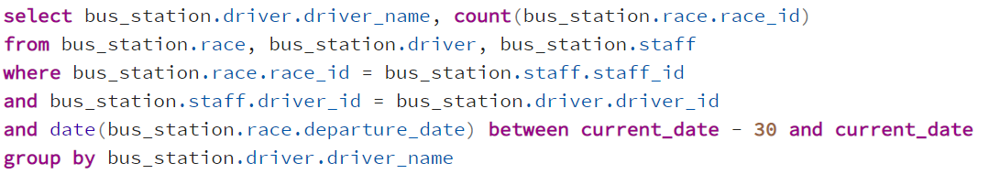 select bus_station.driver.driver_name, count(bus_station.race.race_id)
from bus_station.race, bus_station.driver, bus_station.staff
where bus_station.race.race_id = bus_station.staff.staff_id
and bus_station.staff.driver_id = bus_station.driver.driver_id
and date(bus_station.race.departure_date) between current_date - 30 and current_date
group by bus_station.driver.driver_name